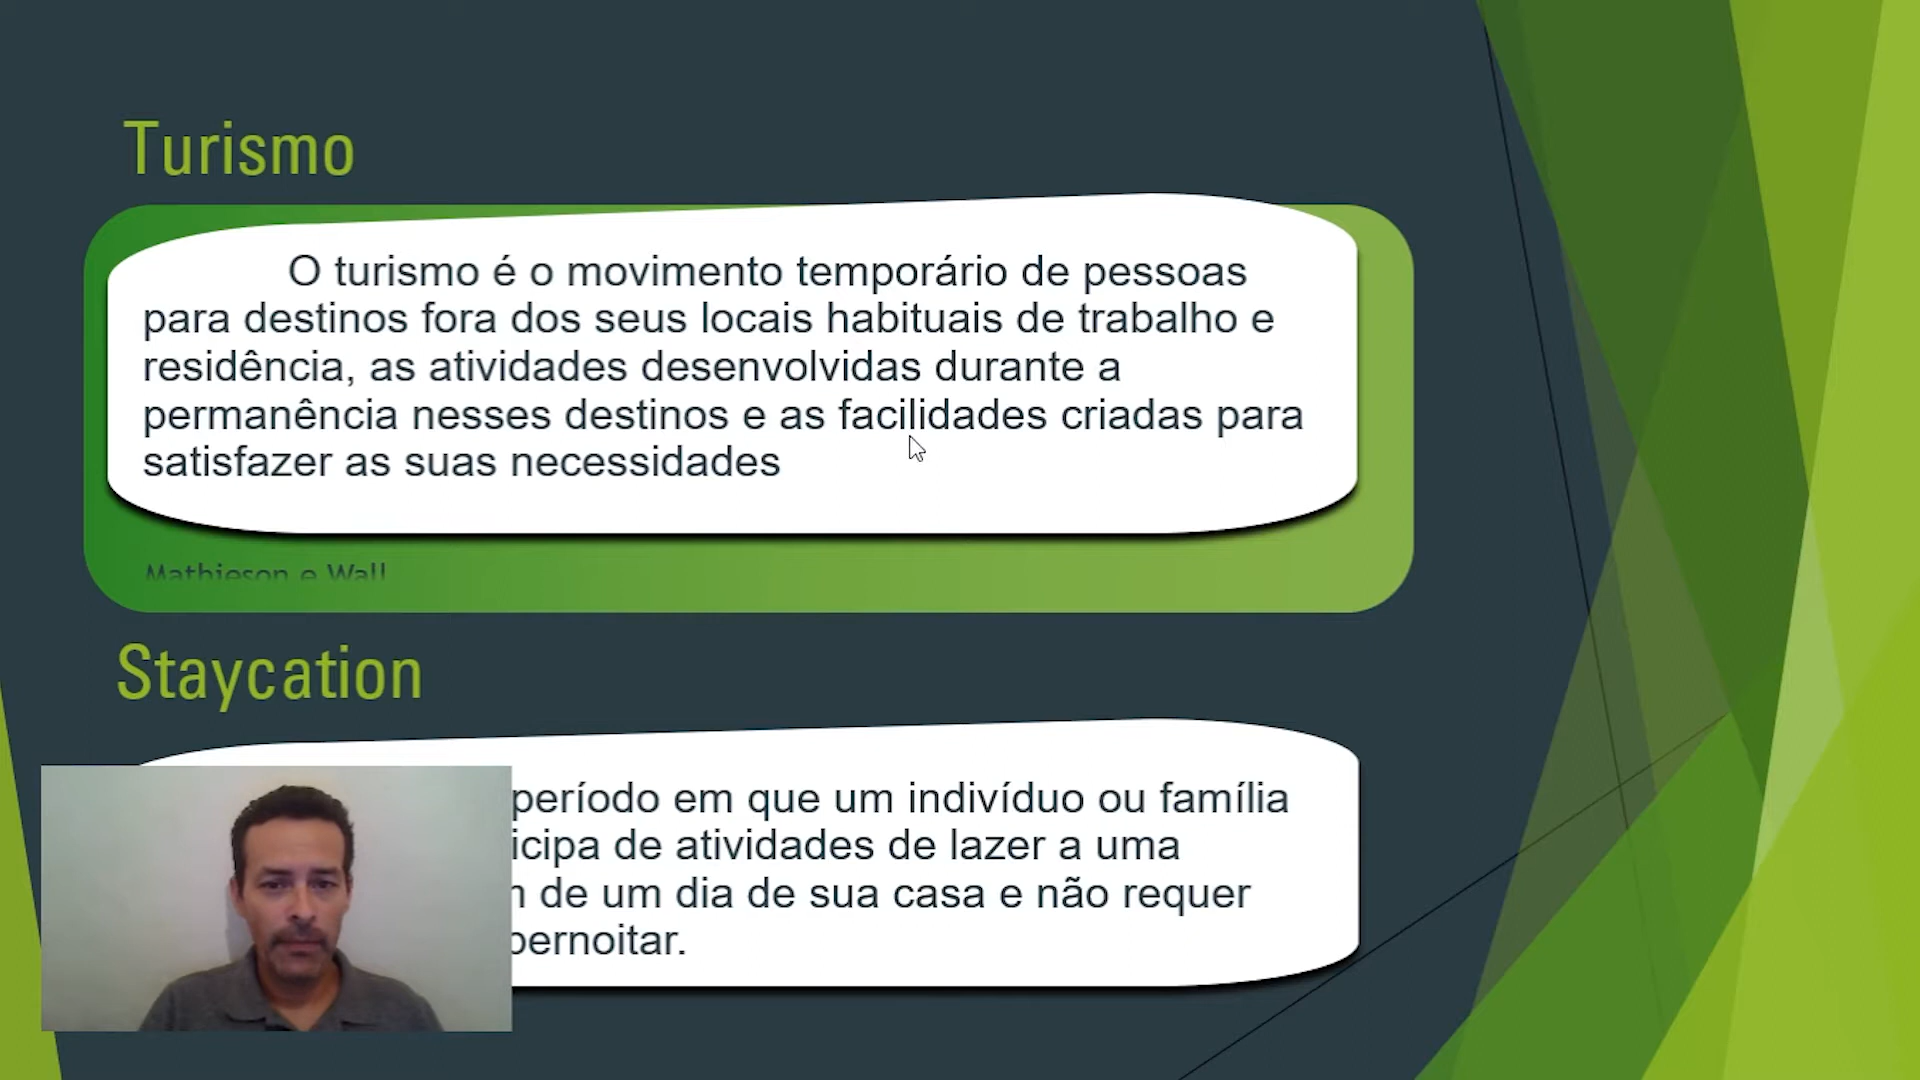 Turismo
O turismo é o movimento temporário de pessoas
para destinos fora dos seus locais habituais de trabalho e
residência, as atividades desenvolvidas durante a
permanência nesses destinos e as facilidades criadas para
satisfazer as suas necessidades
Mathieson e Wall
Staycation
período em que um indivíduo ou família
de atividades de lazer a uma
de um dia de sua casa e não requer
pernoitar.